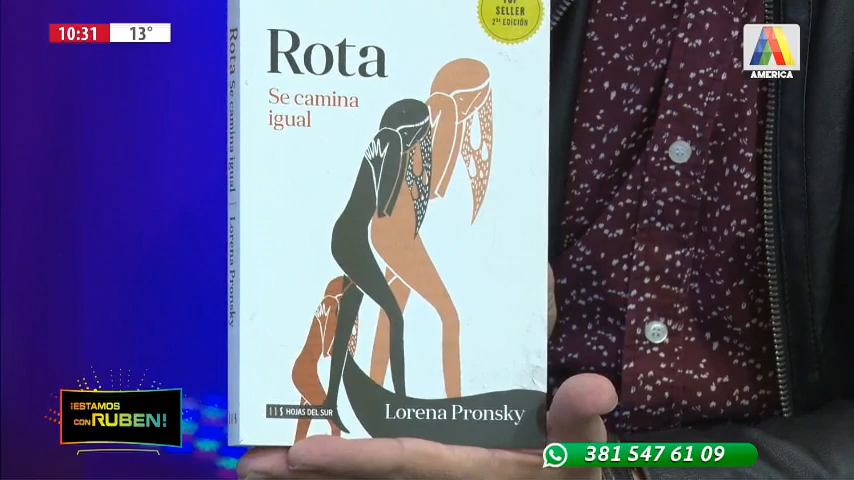 10:31 13°
AMERICA
TOP
SELLER
2DA EDICIÓN
Rota
Se camina
igual
Rota Se camina igual | Lorena Pronsky
HOJAS DEL SUR
Lorena Pronsky
¡ESTAMOS
CON RUBEN!
381 547 61 09